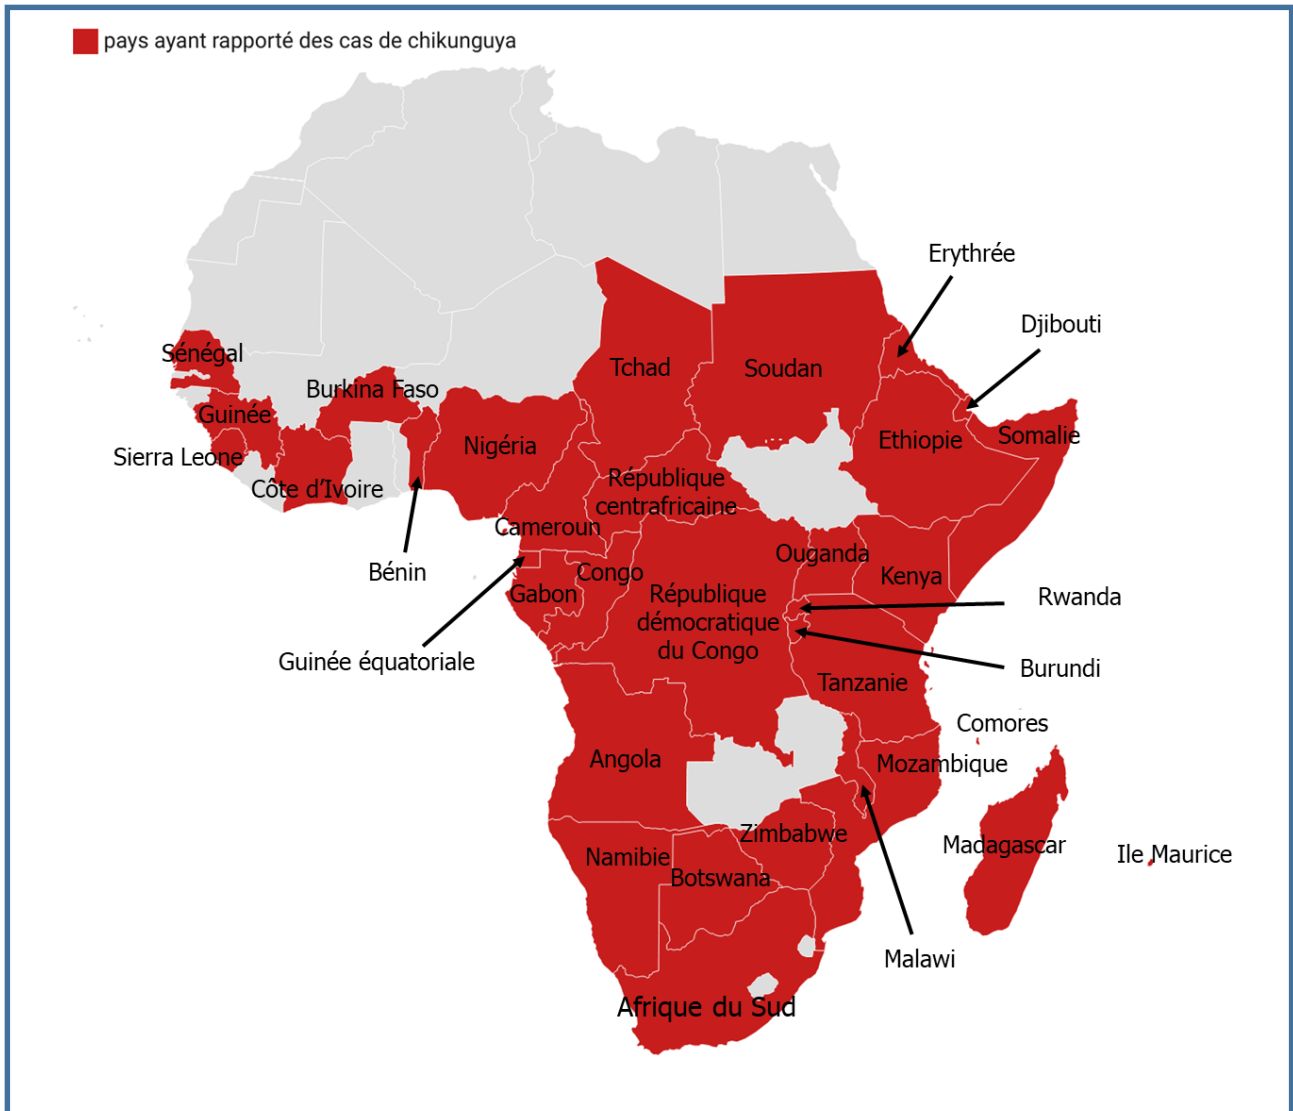 pays ayant rapporté des cas de chikunguya
Erythrée
Djibouti
Sénégal
Tchad
Soudan
Burkina Faso
Guinée
Nigéria
Ethiopie
Somalie
Sierra Leone
Côte d’Ivoire
République
centrafricaine
Cameroun
Ouganda
Bénin
Congo
Kenya
Gabon
République
démocratique
du Congo
Rwanda
Guinée équatoriale
Burundi
Tanzanie
Comores
Angola
Mozambique
Zimbabwe
Madagascar
Ile Maurice
Namibie
Botswana
Malawi
Afrique du Sud